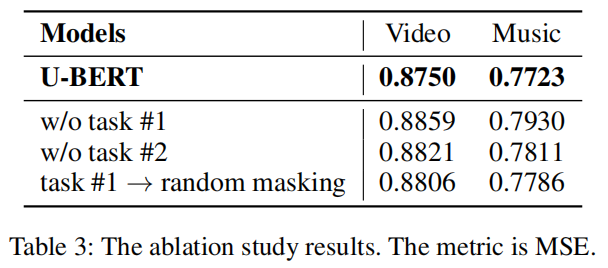 Models Video Music
U-BERT 0.8750 0.7723
w/o task #1 0.8859 0.7930
w/o task #2 0.8821 0.7811
task #1 → random masking 0.8806 0.7786
Table 3: The ablation study results. The metric is MSE.